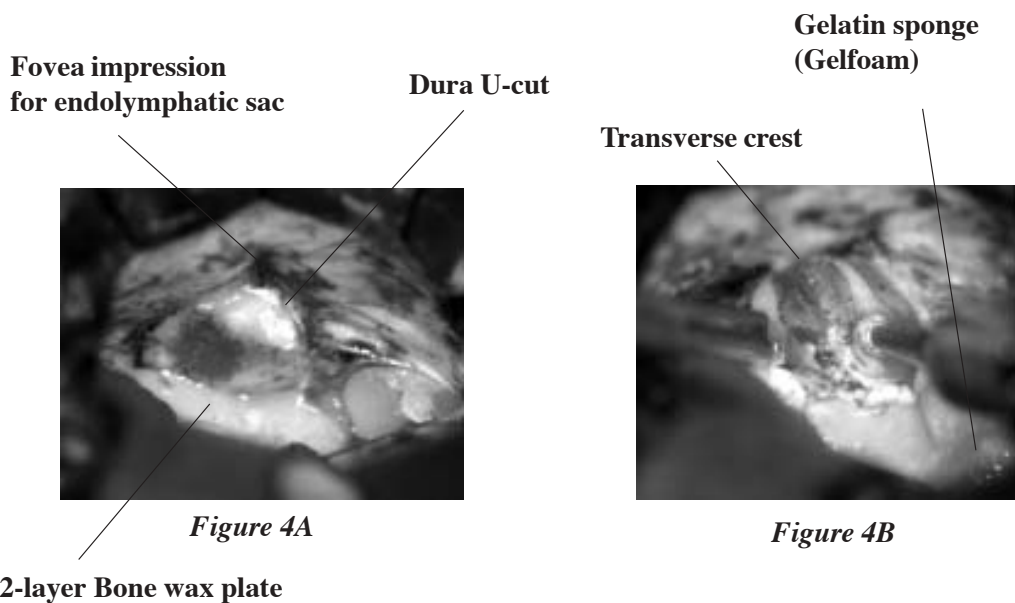 Gelatin sponge
(Gelfoam)
Fovea impression
for endolymphatic sac
Dura U-cut
Transverse crest
Figure 4A
Figure 4B
2-layer Bone wax plate